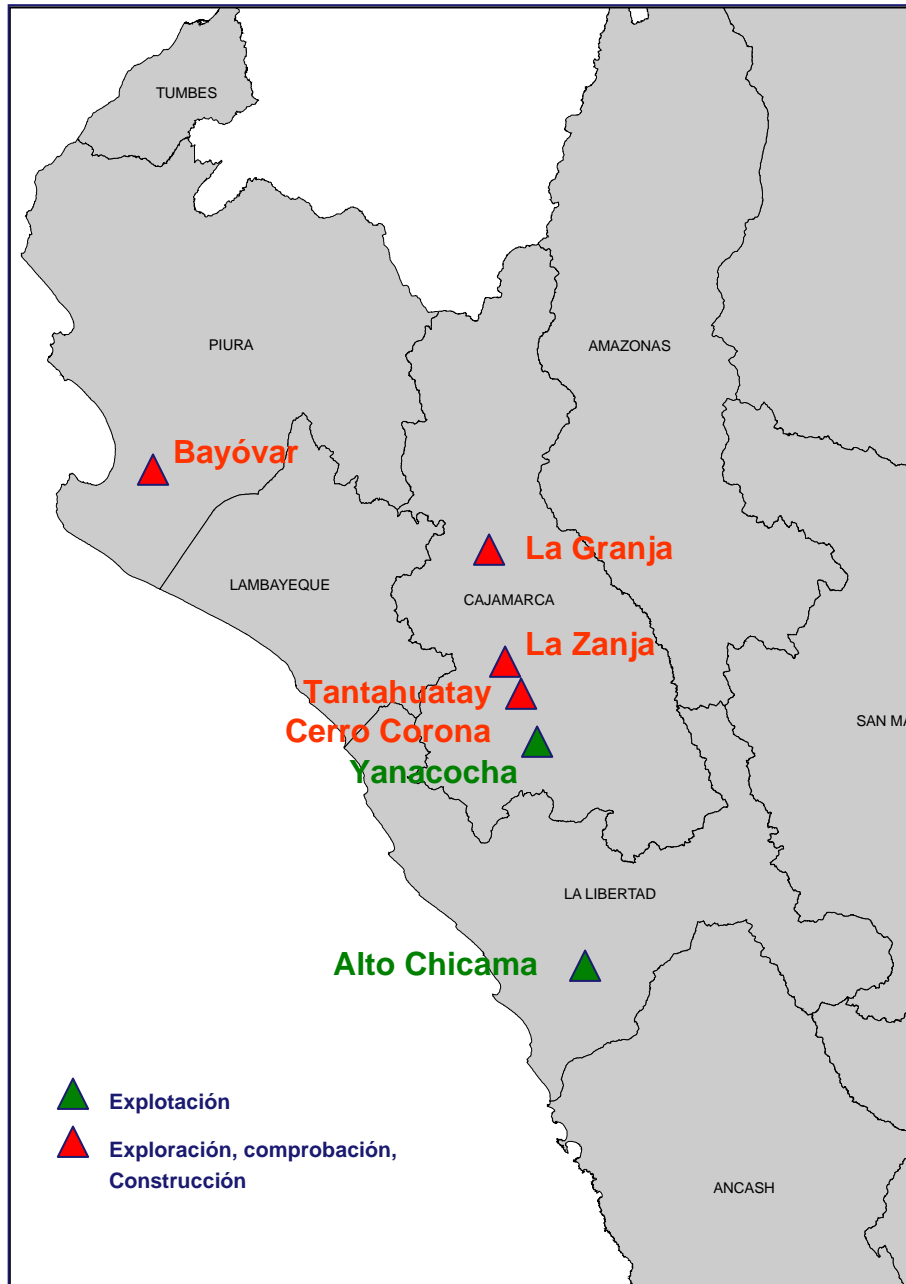 TUMBES
PIURA
AMAZONAS
Bayóvar
La Granja
LAMBAYEQUE
CAJAMARCA
La Zanja
Tantahuatay
SAN MA
Cerro Corona
Yanacocha
LA LIBERTAD
Alto Chicama
Explotación
Exploración, comprobación,
Construcción
ANCASH